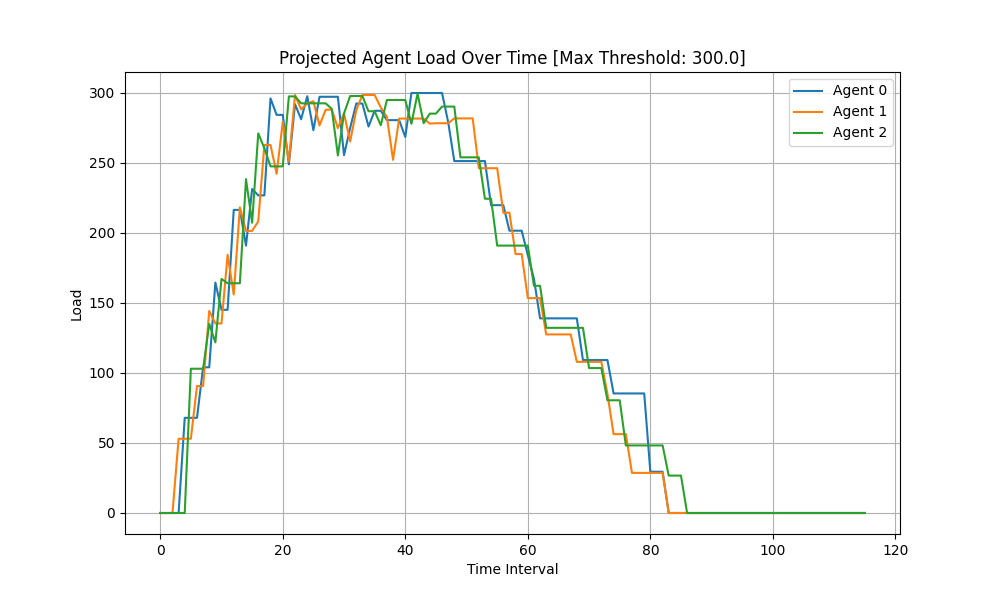 Projected Agent Load Over Time [Max Threshold: 300.0]
Agent 0
Agent 1
Agent 2
Load
300
250
200
150
100
50
0
0 20 40 60 80 100 120
Time Interval